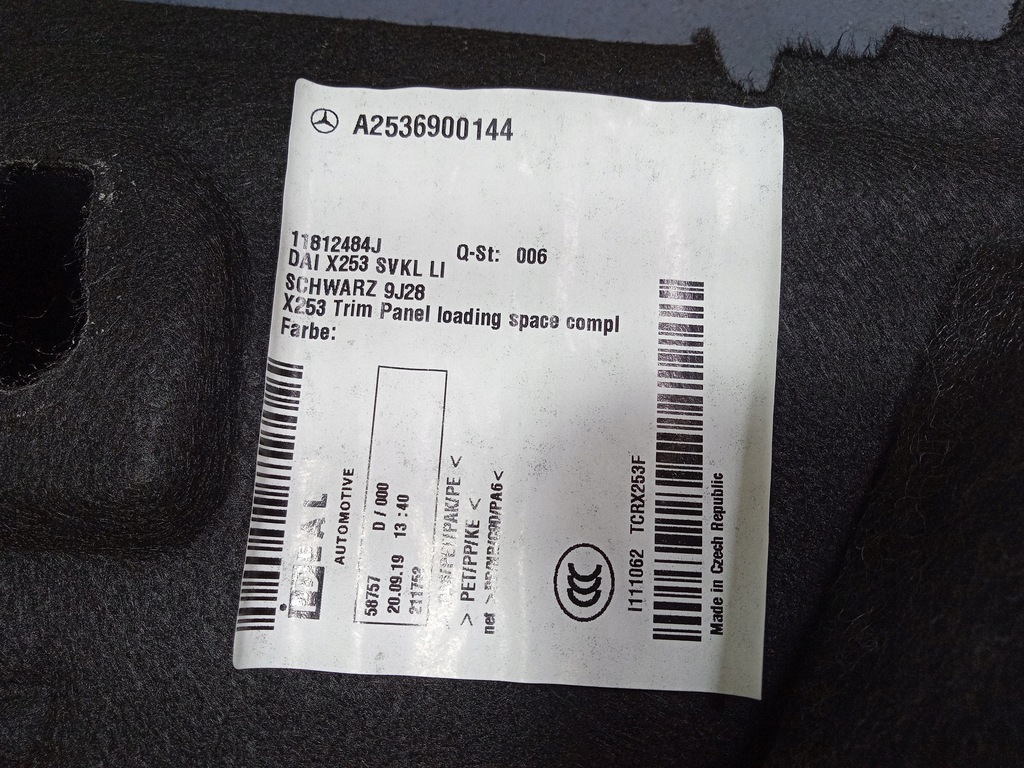 A2536900144
11812484J
Q-St: 006
DAI X253 SVKL LI
SCHWARZ 9J28
X253 Trim Panel loading space compl
Farbe:
AUTOMOTIVE
58757 D / 000
20.09.19 13 :40
> PET/PP/KE <
net
I111062 TCRX253F
Made in Czech Republic